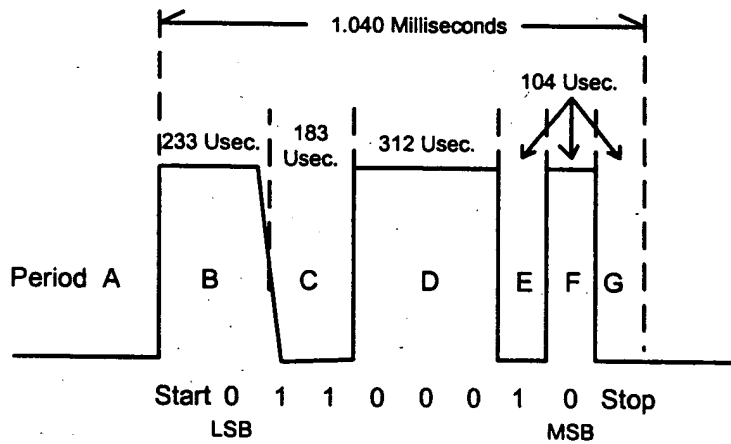 1.040 Milliseconds
104 Usec.
233 Usec.
183
Usec.
312 Usec.
Period A B C D E F G
Start 0 1 1 0 0 0 1 0 Stop
LSB MSB